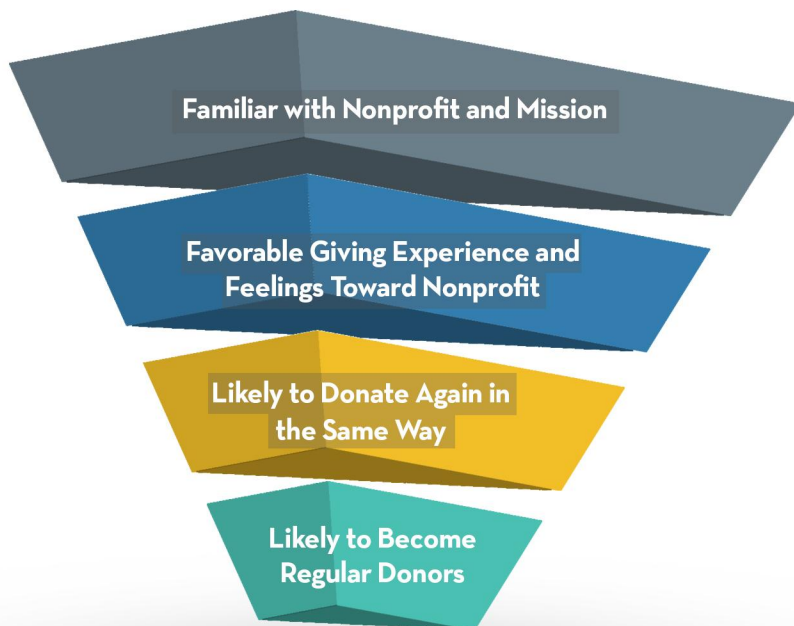 Familiar with Nonprofit and Mission
Favorable Giving Experience and
Feelings Toward Nonprofit
Likely to Donate Again in
the Same Way
Likely to Become
Regular Donors